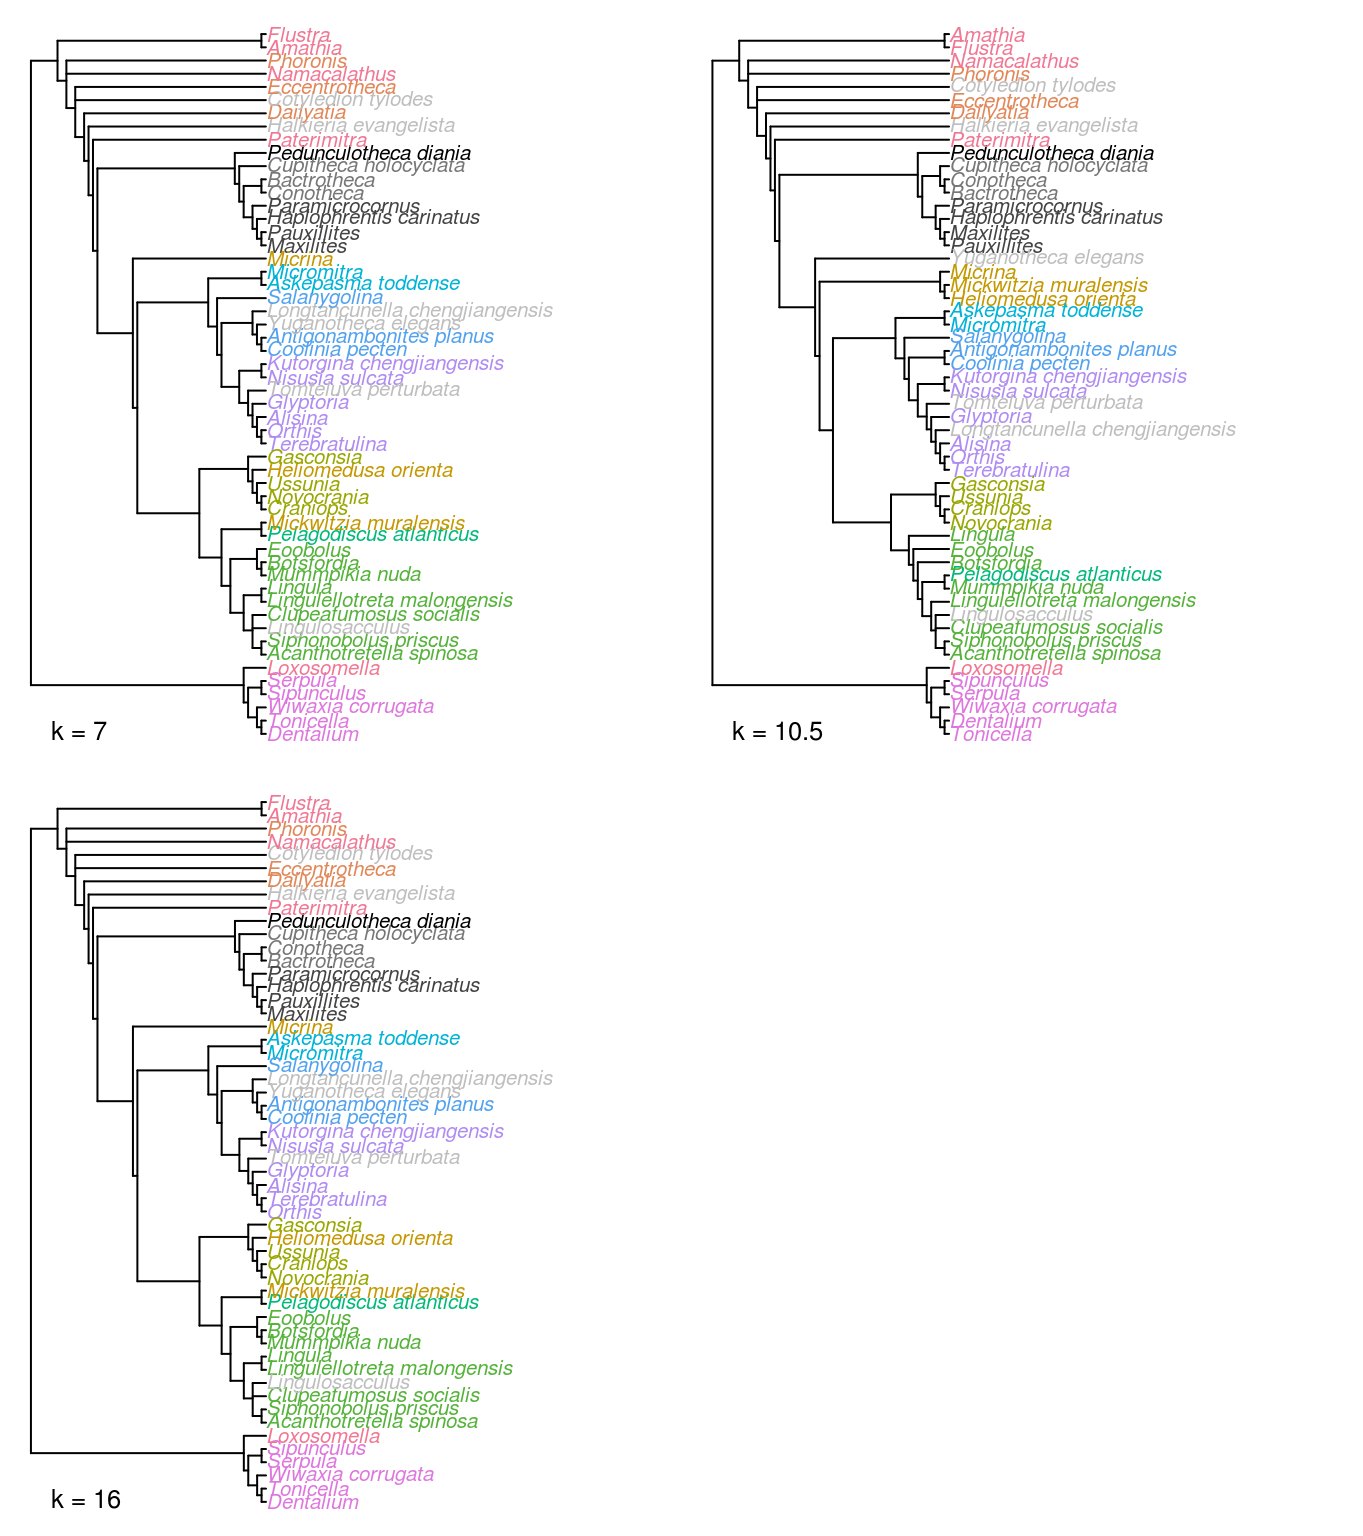 Flustra
Amathia
Phoronis
Namacalathus
Eccentrotheca
Cotyledion tylodes
Dailyatia
Halkieria evangelista
Paterimitra
Pedunculotheca diania
Cupitheca holocyclata
Bactrotheca
Conotheca
Paramicrocornus
Haplophrentis carinatus
Pauxillites
Maxilites
Micrina
Micromitra
Askepasma toddense
Salanygolina
Longtancunella chengjiangensis
Yuganotheca elegans
Antigonambonites planus
Coolinia pecten
Kutorgina chengjiangensis
Nisusia sulcata
Tomteluva perturbata
Glyptoria
Alisina
Orthis
Terebratulina
Gasconsia
Heliomedusa orienta
Ussunia
Novocrania
Craniops
Mickwitzia muralensis
Pelagodiscus atlanticus
Eoobolus
Botsfordia
Mummpikia nuda
Lingula
Lingulellotreta malongensis
Clupeafumosus socialis
Lingulosacculus
Siphonobolus priscus
Acanthotretella spinosa
Loxosomella
Serpula
Sipunculus
Wiwaxia corrugata
Tonicella
Dentalium
k = 7
Amathia
Flustra
Namacalathus
Phoronis
Cotyledion tylodes
Eccentrotheca
Dailyatia
Halkieria evangelista
Paterimitra
Pedunculotheca diania
Cupitheca holocyclata
Conotheca
Bactrotheca
Paramicrocornus
Haplophrentis carinatus
Maxilites
Pauxillites
Yuganotheca elegans
Micrina
Mickwitzia muralensis
Heliomedusa orienta
Askepasma toddense
Micromitra
Salanygolina
Antigonambonites planus
Coolinia pecten
Kutorgina chengjiangensis
Nisusia sulcata
Tomteluva perturbata
Glyptoria
Longtancunella chengjiangensis
Alisina
Orthis
Terebratulina
Gasconsia
Ussunia
Craniops
Novocrania
Lingula
Eoobolus
Botsfordia
Pelagodiscus atlanticus
Mummpikia nuda
Lingulellotreta malongensis
Lingulosacculus
Clupeafumosus socialis
Siphonobolus priscus
Acanthotretella spinosa
Loxosomella
Sipunculus
Serpula
Wiwaxia corrugata
Dentalium
Tonicella
k = 10.5
Flustra
Amathia
Phoronis
Namacalathus
Cotyledion tylodes
Eccentrotheca
Dailyatia
Halkieria evangelista
Paterimitra
Pedunculotheca diania
Cupitheca holocyclata
Conotheca
Bactrotheca
Paramicrocornus
Haplophrentis carinatus
Pauxillites
Maxilites
Micrina
Askepasma toddense
Micromitra
Salanygolina
Longtancunella chengjiangensis
Yuganotheca elegans
Antigonambonites planus
Coolinia pecten
Kutorgina chengjiangensis
Nisusia sulcata
Tomteluva perturbata
Glyptoria
Alisina
Terebratulina
Orthis
Gasconsia
Heliomedusa orienta
Ussunia
Craniops
Novocrania
Mickwitzia muralensis
Pelagodiscus atlanticus
Eoobolus
Botsfordia
Mummpikia nuda
Lingula
Lingulellotreta malongensis
Lingulosacculus
Clupeafumosus socialis
Siphonobolus priscus
Acanthotretella spinosa
Loxosomella
Sipunculus
Serpula
Wiwaxia corrugata
Tonicella
Dentalium
k = 16